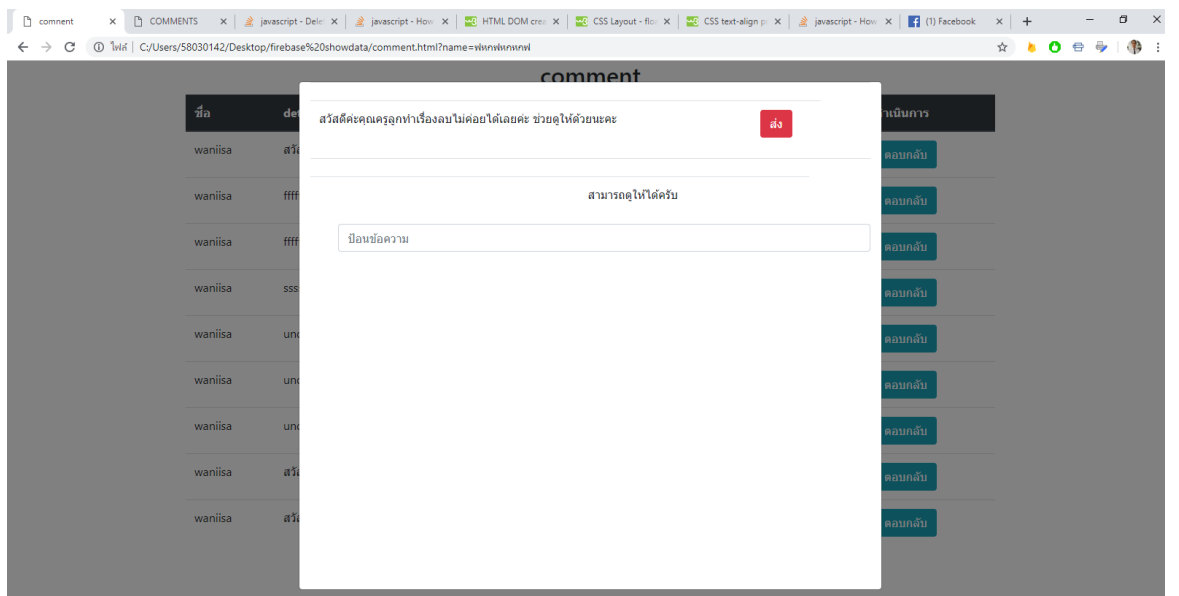 comment
COMMENTS
javascript - Delet
javascript - How
HTML DOM crea
CSS Layout - floa
CSS text-align pr
javascript - How
(1) Facebook
ไฟล์ C:/Users/58030142/Desktop/firebase%20showdata/comment.html?name=ฟหกฟหกหกฟ
comment
ชื่อ det ำเนินการ
สวัสดีค่ะคุณครูลูกทำเรื่องลบไม่ค่อยได้เลยค่ะ ช่วยดูให้ด้วยนะคะ ส่ง
waniisa สวัส ตอบกลับ
สามารถดูให้ได้ครับ
waniisa ffff ตอบกลับ
ป้อนข้อความ
waniisa ffff ตอบกลับ
waniisa sss ตอบกลับ
waniisa und ตอบกลับ
waniisa und ตอบกลับ
waniisa und ตอบกลับ
waniisa สวัส ตอบกลับ
waniisa สวัส ตอบกลับ